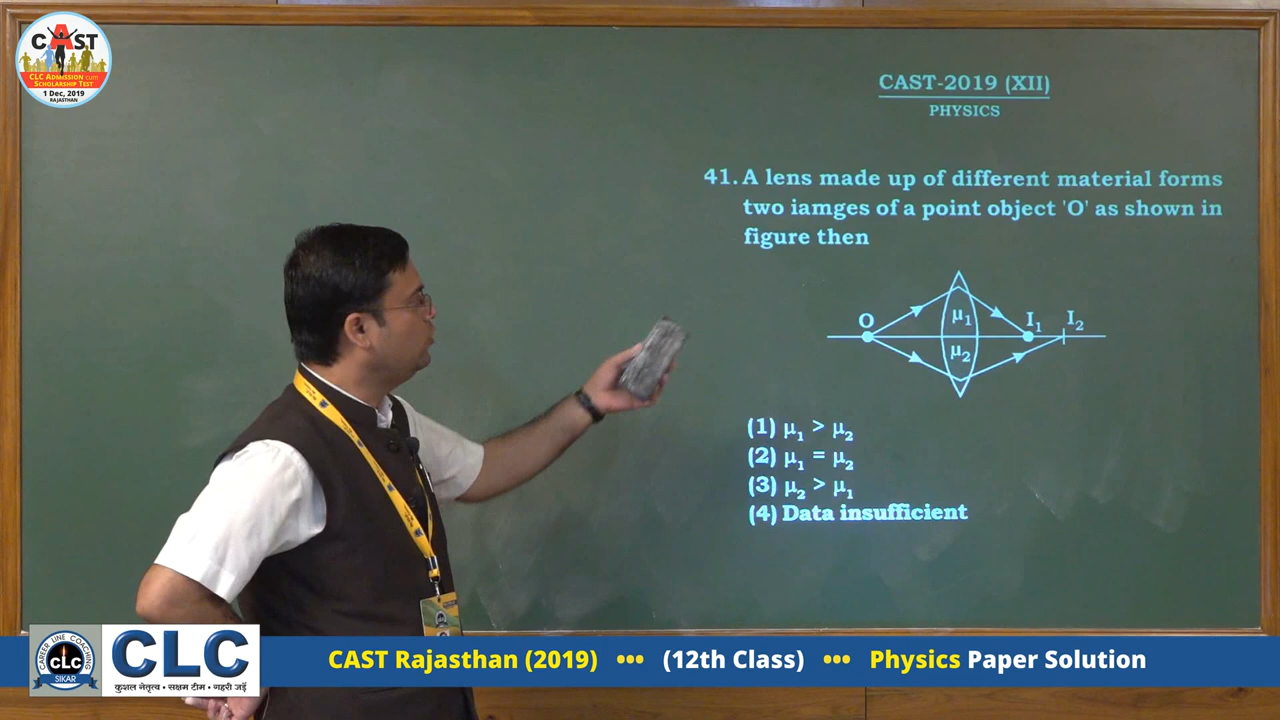 CAST
CLC ADMISSION cum
SCHOLARSHIP TEST
1 Dec, 2019
RAJASTHAN
CAST-2019 (XII)
PHYSICS
41. A lens made up of different material forms
two iamges of a point object 'O' as shown in
figure then
O μ₁ I₁ I₂
μ₂
(1) μ₁ > μ₂
(2) μ₁ = μ₂
(3) μ₂ > μ₁
(4) Data insufficient
CAREER LINE COACHING
CLC
SIKAR
CLC
कुशल नेतृत्व • सक्षम टीम • गहरी जड़ें
CAST Rajasthan (2019) ••• (12th Class) ••• Physics Paper Solution